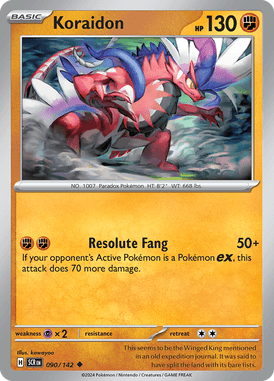 BASIC
Koraidon
HP 130
NO. 1007. Paradox Pokémon HT: 8'2" WT: 668 lbs.
Resolute Fang 50+
If your opponent's Active Pokémon is a Pokémon ex, this
attack does 70 more damage.
weakness ×2 resistance retreat
Illus. kawayoo
H SCR EN 090/142
This seems to be the Winged King mentioned
in an old expedition journal. It was said to
have split the land with its bare fists.
©2024 Pokémon / Nintendo / Creatures / GAME FREAK